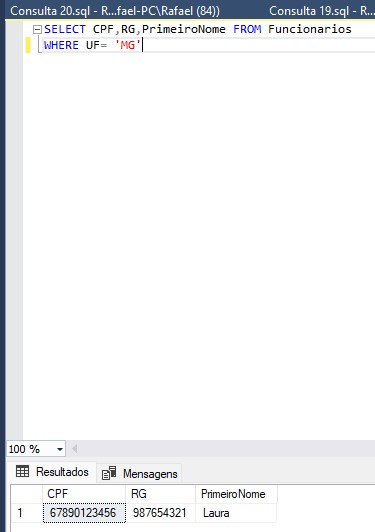 Consulta 20.sql - R...fael-PC\Rafael (84)) Consulta 19.sql - R...
SELECT CPF,RG,PrimeiroNome FROM Funcionarios
WHERE UF= 'MG'
100 %
Resultados Mensagens
CPF RG PrimeiroNome
1 67890123456 987654321 Laura